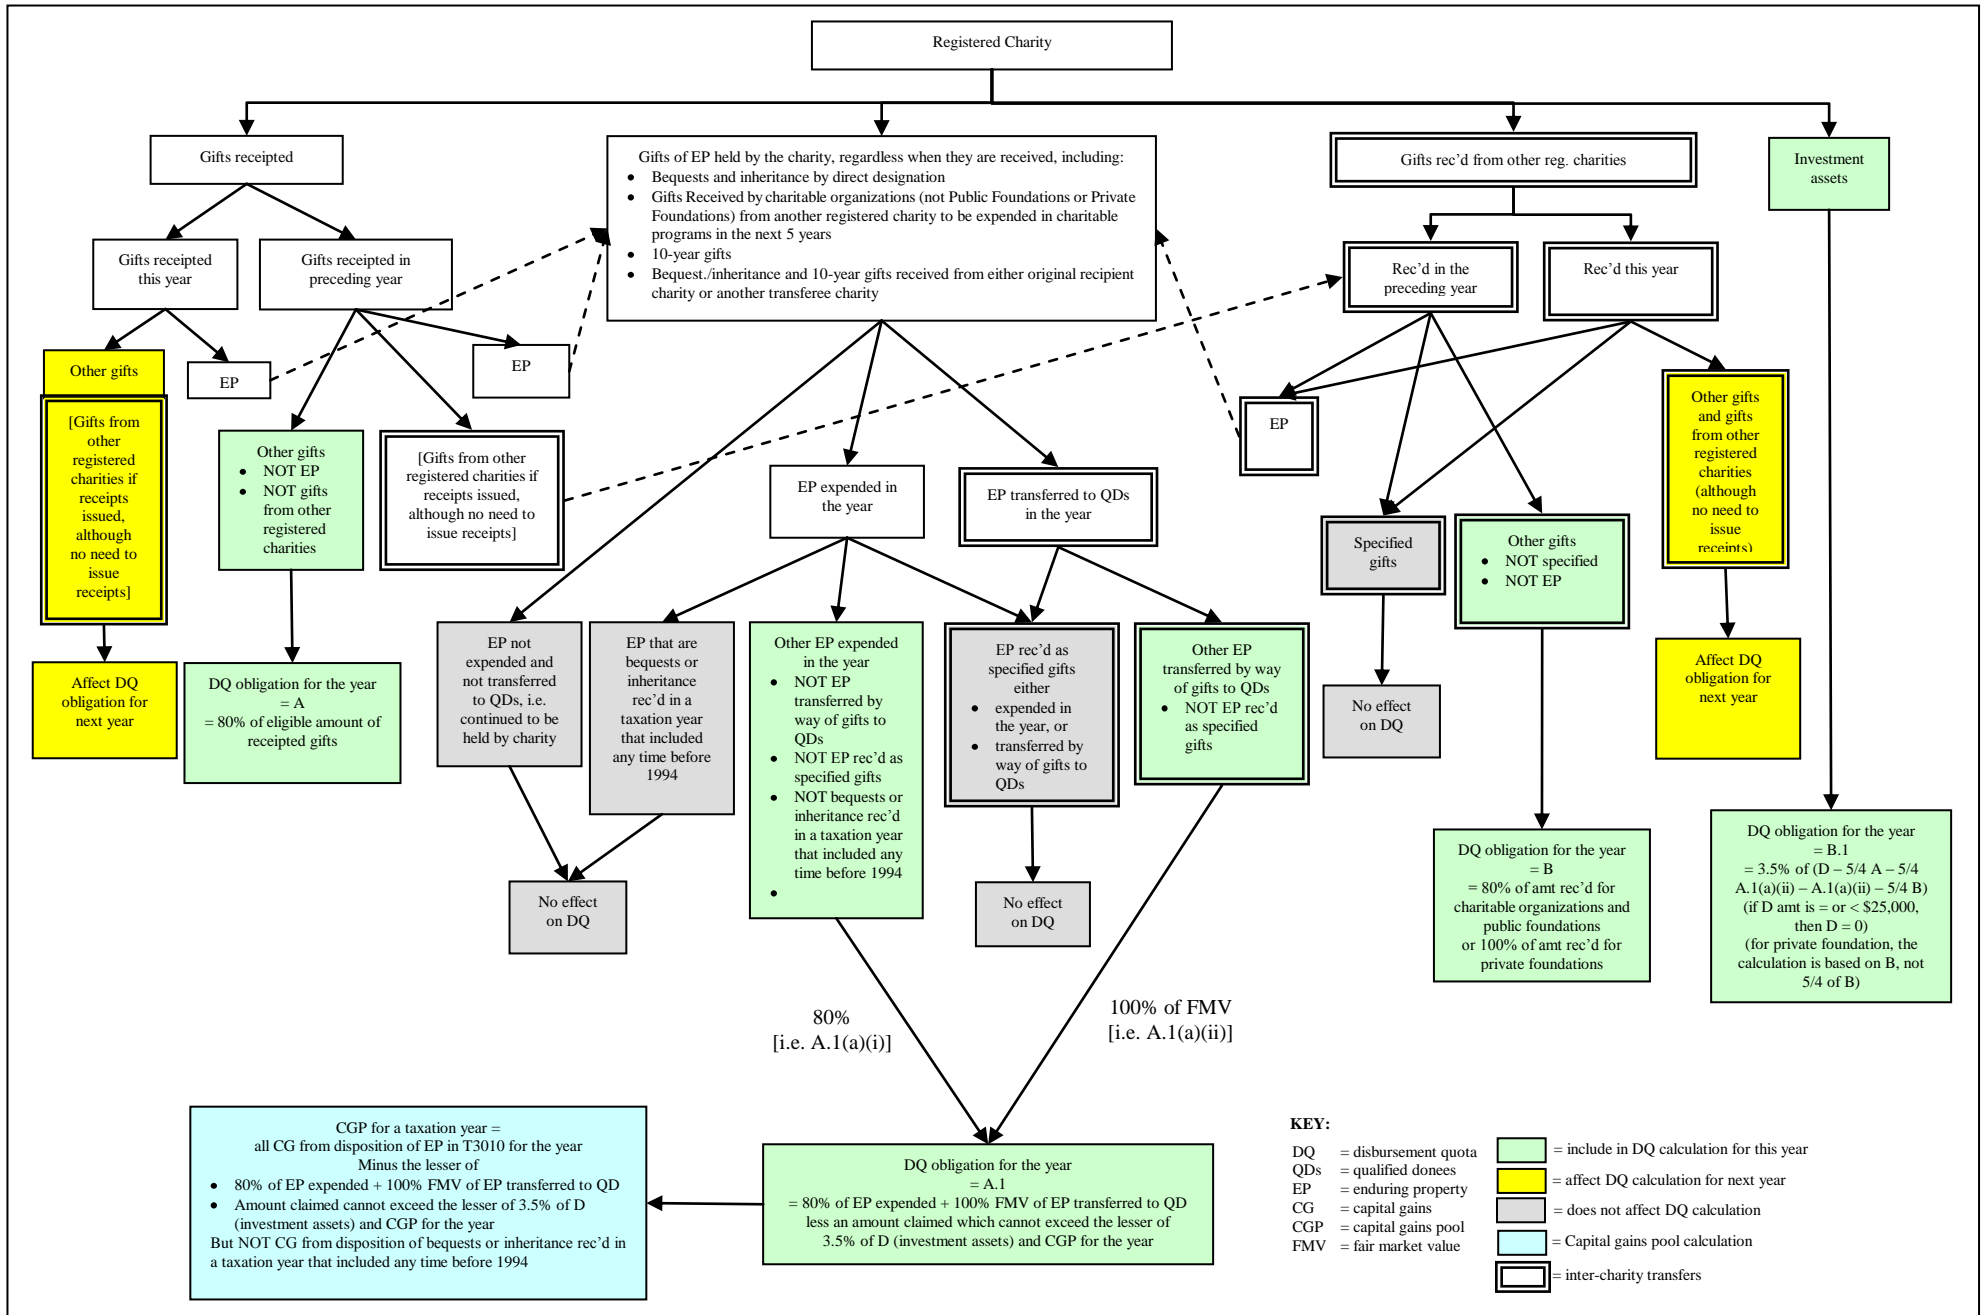 Registered Charity
Gifts receipted
Gifts of EP held by the charity, regardless when they are received, including:
• Bequests and inheritance by direct designation
• Gifts Received by charitable organizations (not Public Foundations or Private
Foundations) from another registered charity to be expended in charitable
programs in the next 5 years
• 10-year gifts
• Bequest./inheritance and 10-year gifts received from either original recipient
charity or another transferee charity
Gifts rec'd from other reg. charities
Investment
assets
Gifts receipted
this year
Gifts receipted in
preceding year
Rec'd in the
preceding year
Rec'd this year
Other gifts
EP
EP
[Gifts from
other
registered
charities if
receipts
issued,
although
no need to
issue
receipts]
Other gifts
• NOT EP
• NOT gifts
from other
registered
charities
[Gifts from other
registered charities if
receipts issued,
although no need to
issue receipts]
EP expended in
the year
EP transferred to QDs
in the year
EP
Other gifts
and gifts
from other
registered
charities
(although
no need to
issue
receipts)
Specified
gifts
Other gifts
• NOT specified
• NOT EP
Affect DQ
obligation for
next year
DQ obligation for the year
= A
= 80% of eligible amount of
receipted gifts
EP not
expended and
not transferred
to QDs, i.e.
continued to be
held by charity
EP that are
bequests or
inheritance
rec'd in a
taxation year
that included
any time before
1994
Other EP expended
in the year
• NOT EP
transferred by
way of gifts to
QDs
• NOT EP rec'd as
specified gifts
• NOT bequests or
inheritance rec'd
in a taxation year
that included any
time before 1994
•
EP rec'd as
specified gifts
either
• expended in
the year, or
• transferred by
way of gifts to
QDs
Other EP
transferred by way
of gifts to QDs
• NOT EP rec'd
as specified
gifts
No effect
on DQ
Affect DQ
obligation for
next year
No effect
on DQ
No effect
on DQ
DQ obligation for the year
= B
= 80% of amt rec'd for
charitable organizations and
public foundations
or 100% of amt rec'd for
private foundations
DQ obligation for the year
= B.1
= 3.5% of (D – 5/4 A – 5/4
A.1(a)(ii) – A.1(a)(ii) – 5/4 B)
(if D amt is = or < $25,000,
then D = 0)
(for private foundation, the
calculation is based on B, not
5/4 of B)
80%
[i.e. A.1(a)(i)]
100% of FMV
[i.e. A.1(a)(ii)]
CGP for a taxation year =
all CG from disposition of EP in T3010 for the year
Minus the lesser of
• 80% of EP expended + 100% FMV of EP transferred to QD
• Amount claimed cannot exceed the lesser of 3.5% of D
(investment assets) and CGP for the year
But NOT CG from disposition of bequests or inheritance rec'd in
a taxation year that included any time before 1994
DQ obligation for the year
= A.1
= 80% of EP expended + 100% FMV of EP transferred to QD
less an amount claimed which cannot exceed the lesser of
3.5% of D (investment assets) and CGP for the year
KEY:
DQ = disbursement quota
QDs = qualified donees
EP = enduring property
CG = capital gains
CGP = capital gains pool
FMV = fair market value
= include in DQ calculation for this year
= affect DQ calculation for next year
= does not affect DQ calculation
= Capital gains pool calculation
= inter-charity transfers